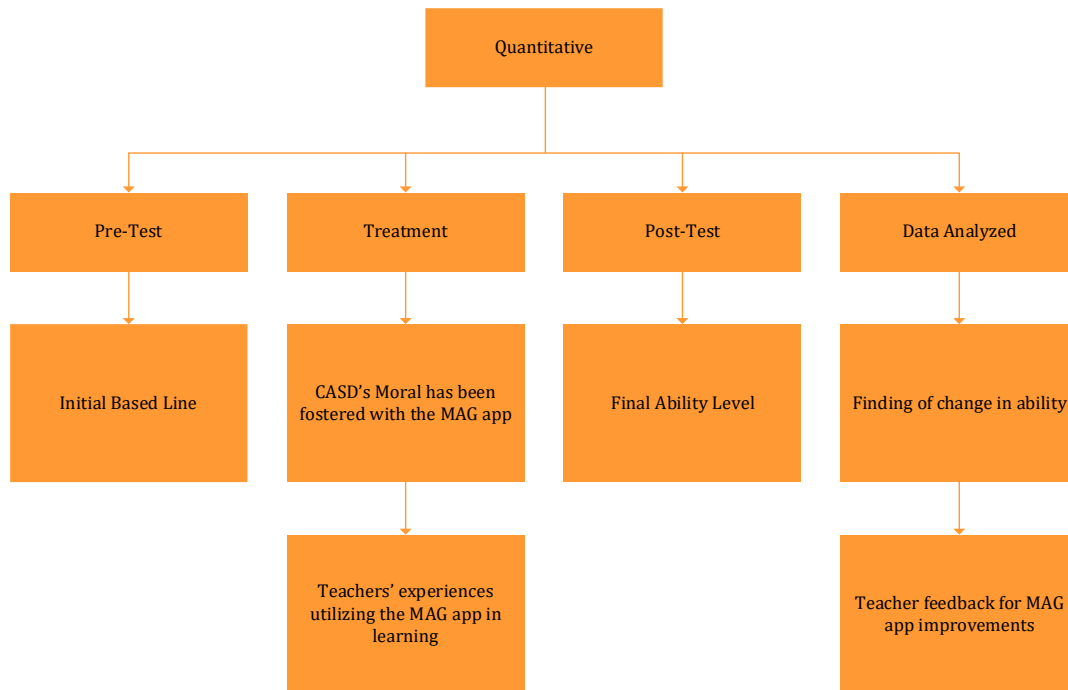 Quantitative
Pre-Test
Treatment
Post-Test
Data Analyzed
Initial Based Line
CASD’s Moral has been
fostered with the MAG app
Final Ability Level
Finding of change in ability
Teachers’ experiences
utilizing the MAG app in
learning
Teacher feedback for MAG
app improvements